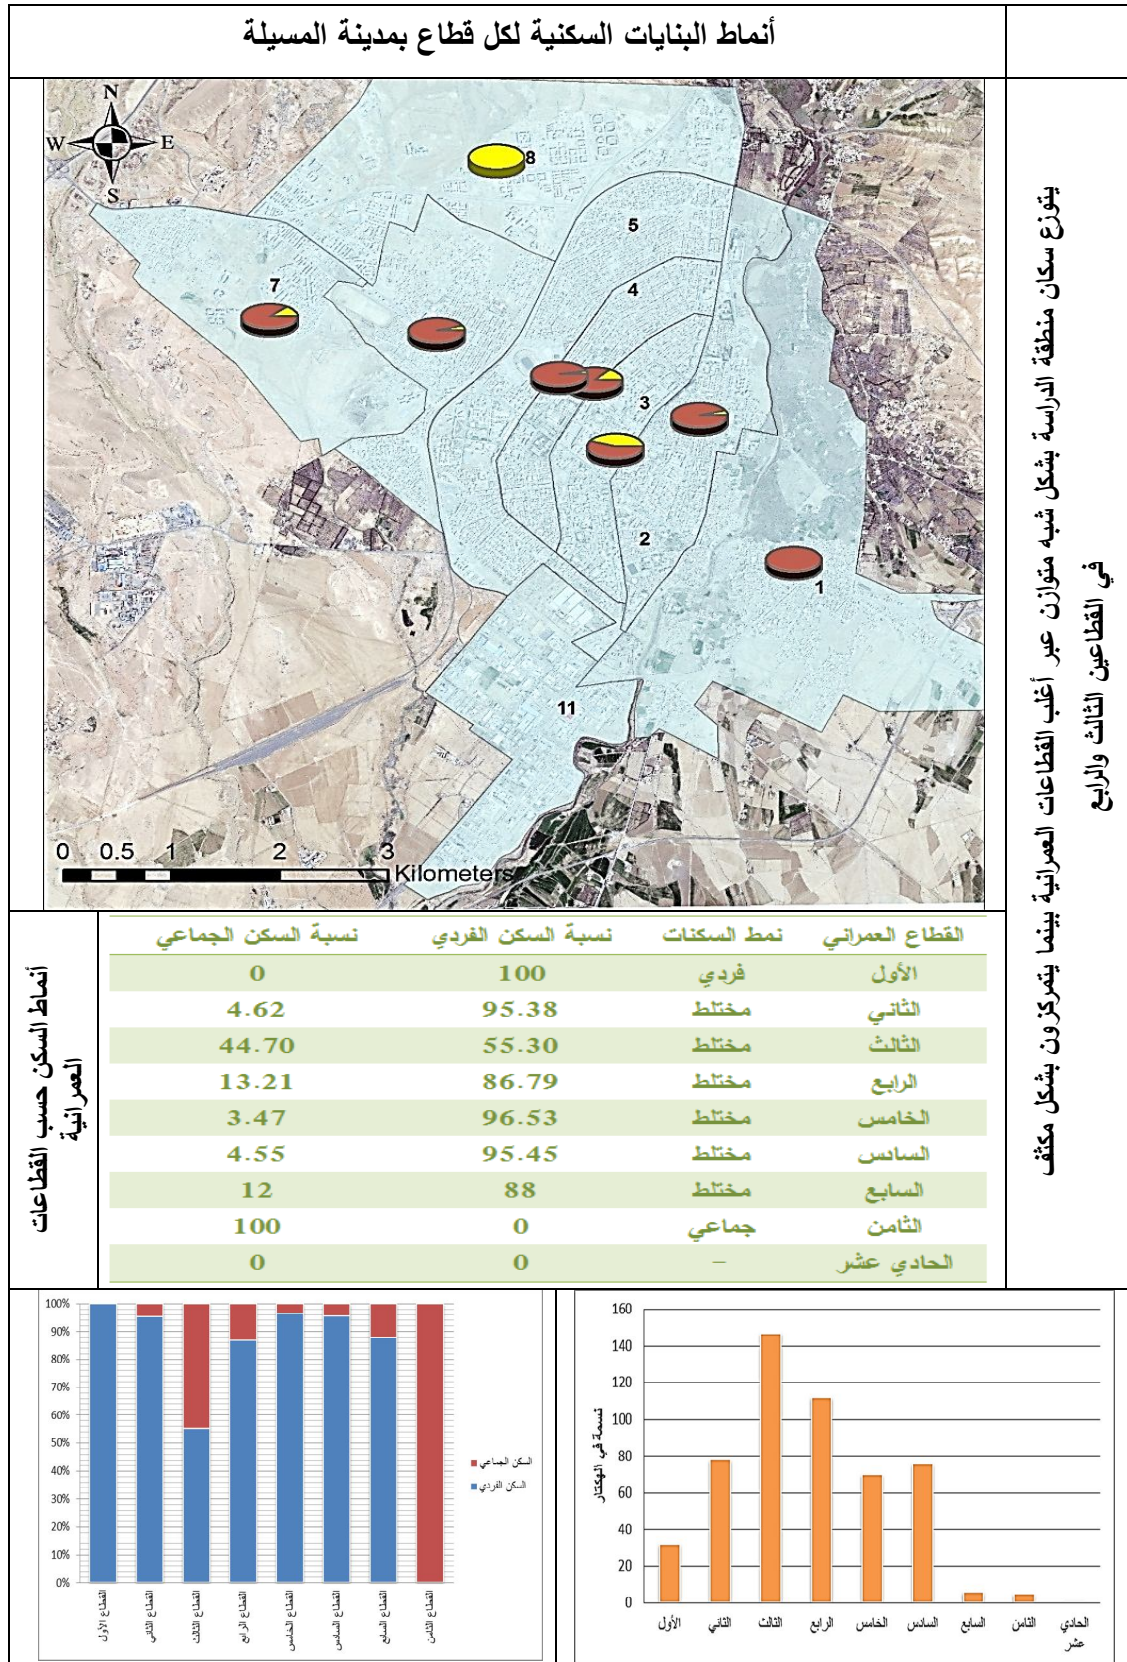 أنماط البنايات السكنية لكل قطاع بمدينة المسيلة
يتوزع سكان منطقة الدراسة بشكل شبه متوازن عبر أغلب القطاعات العمرانية بينما يتمركزون بشكل مكثف
في القطاعين الثالث والرابع
N
W E
S
8
5
7
4
3
2
1
11
0 0.5 1 2 3
Kilometers
أنماط السكن حسب القطاعات
العمرانية
القطاع العمراني نمط السكنات نسبة السكن الفردي نسبة السكن الجماعي
الأول فردي 100 0
الثاني مختلط 95.38 4.62
الثالث مختلط 55.30 44.70
الرابع مختلط 86.79 13.21
الخامس مختلط 96.53 3.47
السادس مختلط 95.45 4.55
السابع مختلط 88 12
الثامن جماعي 0 100
الحادي عشر – 0 0
160
140
120
100
80
60
40
20
0
نسمة في الهكتار
الأول الثاني الثالث الرابع الخامس السادس السابع الثامن الحادي
عشر
100%
90%
80%
70%
60%
50%
40%
30%
20%
10%
0%
القطاع الأول
القطاع الثاني
القطاع الثالث
القطاع الرابع
القطاع الخامس
القطاع السادس
القطاع السابع
القطاع الثامن
السكن الجماعي
السكن الفردي